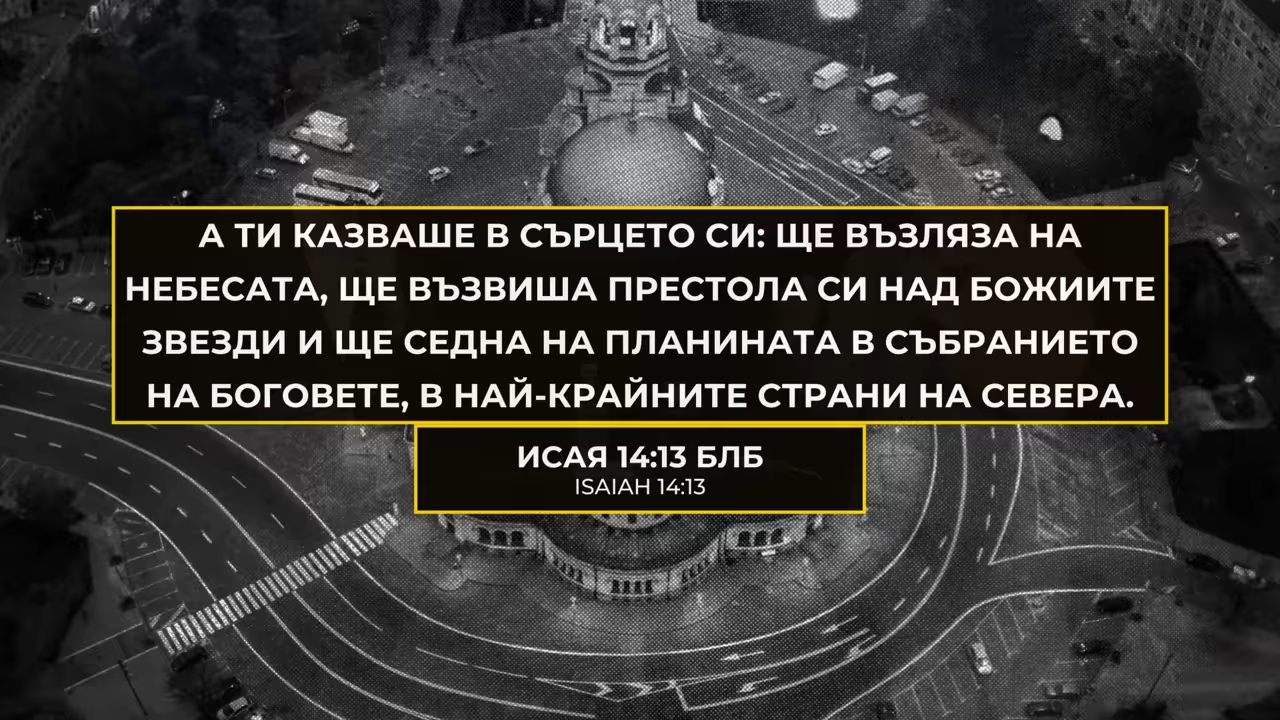 А ТИ КАЗВАШЕ В СЪРЦЕТО СИ: ЩЕ ВЪЗЛЯЗА НА
НЕБЕСАТА, ЩЕ ВЪЗВИША ПРЕСТОЛА СИ НАД БОЖИИТЕ
ЗВЕЗДИ И ЩЕ СЕДНА НА ПЛАНИНАТА В СЪБРАНИЕТО
НА БОГОВЕТЕ, В НАЙ-КРАЙНИТЕ СТРАНИ НА СЕВЕРА.
ИСАЯ 14:13 БЛБ
ISAIAH 14:13